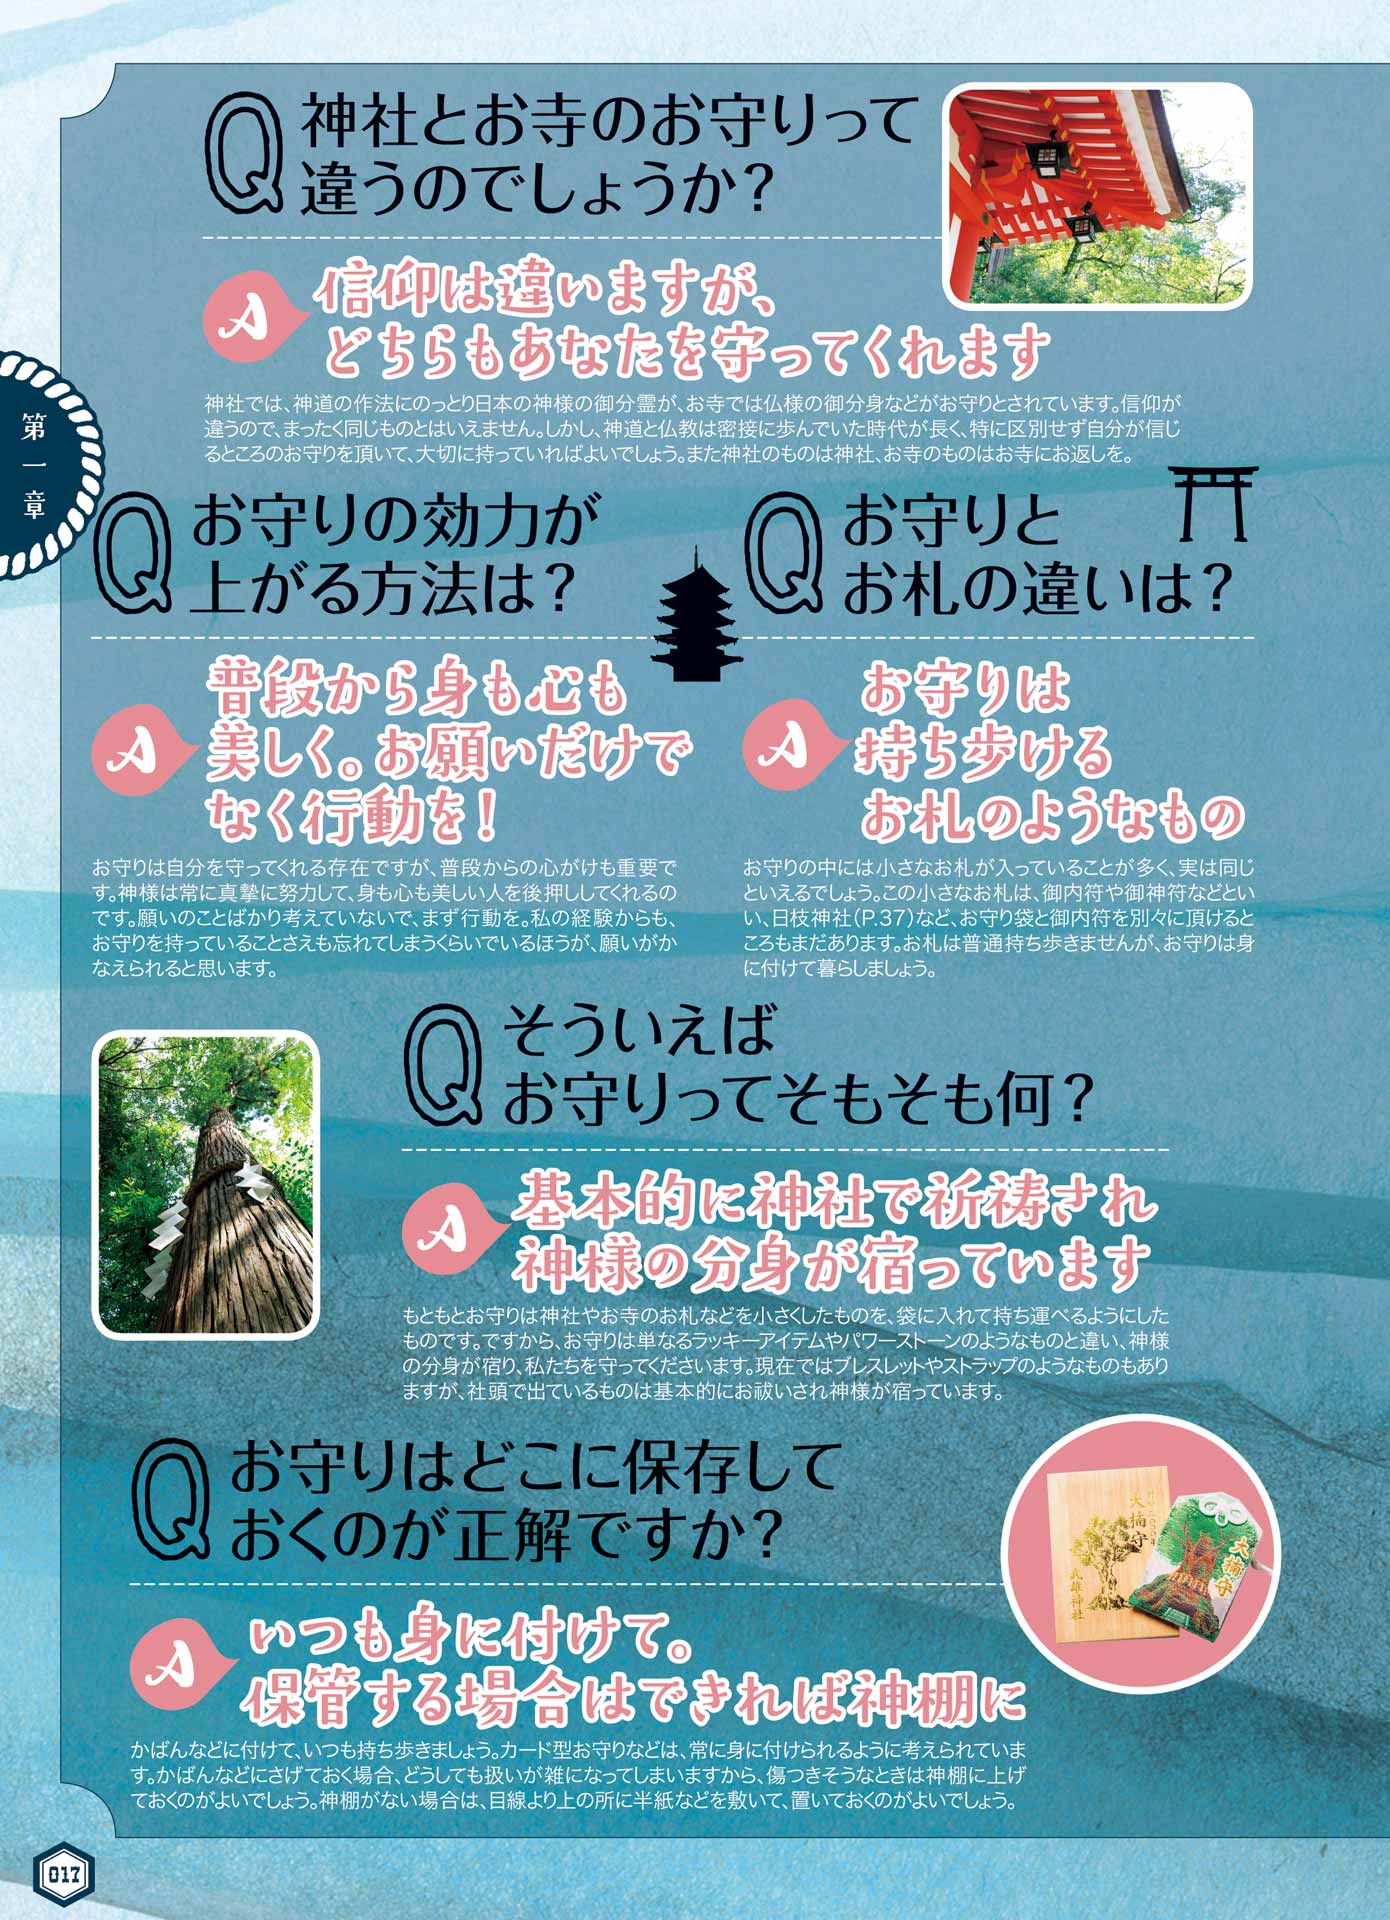 第一章
Q
神社とお寺のお守りって
違うのでしょうか？
A
信仰は違いますが、
どちらもあなたを守ってくれます
神社では、神道の作法にのっとり日本の神様の御分霊が、お寺では仏様の御分身などがお守りとされています。信仰が
違うので、まったく同じものとはいえません。しかし、神道と仏教は密接に歩んでいた時代が長く、特に区別せず自分が信じ
るところのお守りを頂いて、大切に持っていればよいでしょう。また神社のものは神社、お寺のものはお寺にお返しを。
Q
お守りの効力が
上がる方法は？
A
普段から身も心も
美しく。お願いだけで
なく行動を！
お守りは自分を守ってくれる存在ですが、普段からの心がけも重要で
す。神様は常に真摯に努力して、身も心も美しい人を後押ししてくれるの
です。願いのことばかり考えていないで、まず行動を。私の経験からも、
お守りを持っていることさえも忘れてしまうくらいでいるほうが、願いがか
なえられると思います。
Q
お守りと
お札の違いは？
A
お守りは
持ち歩ける
お札のようなもの
お守りの中には小さなお札が入っていることが多く、実は同じ
といえるでしょう。この小さなお札は、御内符や御神符などとい
い、日枝神社（P.37）など、お守り袋と御内符を別々に頂けると
ころもまだあります。お札は普通持ち歩きませんが、お守りは身
に付けて暮らしましょう。
Q
そういえば
お守りってそもそも何？
A
基本的に神社で祈祷され
神様の分身が宿っています
もともとお守りは神社やお寺のお札などを小さくしたものを、袋に入れて持ち運べるようにした
ものです。ですから、お守りは単なるラッキーアイテムやパワーストーンのようなものと違い、神様
の分身が宿り、私たちを守ってくださいます。現在ではブレスレットやストラップのようなものもあり
ますが、社頭で出ているものは基本的にお祓いされ神様が宿っています。
Q
お守りはどこに保存して
おくのが正解ですか？
A
いつも身に付けて。
保管する場合はできれば神棚に
かばんなどに付けて、いつも持ち歩きましょう。カード型お守りなどは、常に身に付けられるように考えられていま
す。かばんなどにさげておく場合、どうしても扱いが雑になってしまいますから、傷つきそうなときは神棚に上げ
ておくのがよいでしょう。神棚がない場合は、目線より上の所に半紙などを敷いて、置いておくのがよいでしょう。
大楠守
武雄神社
大楠守
017